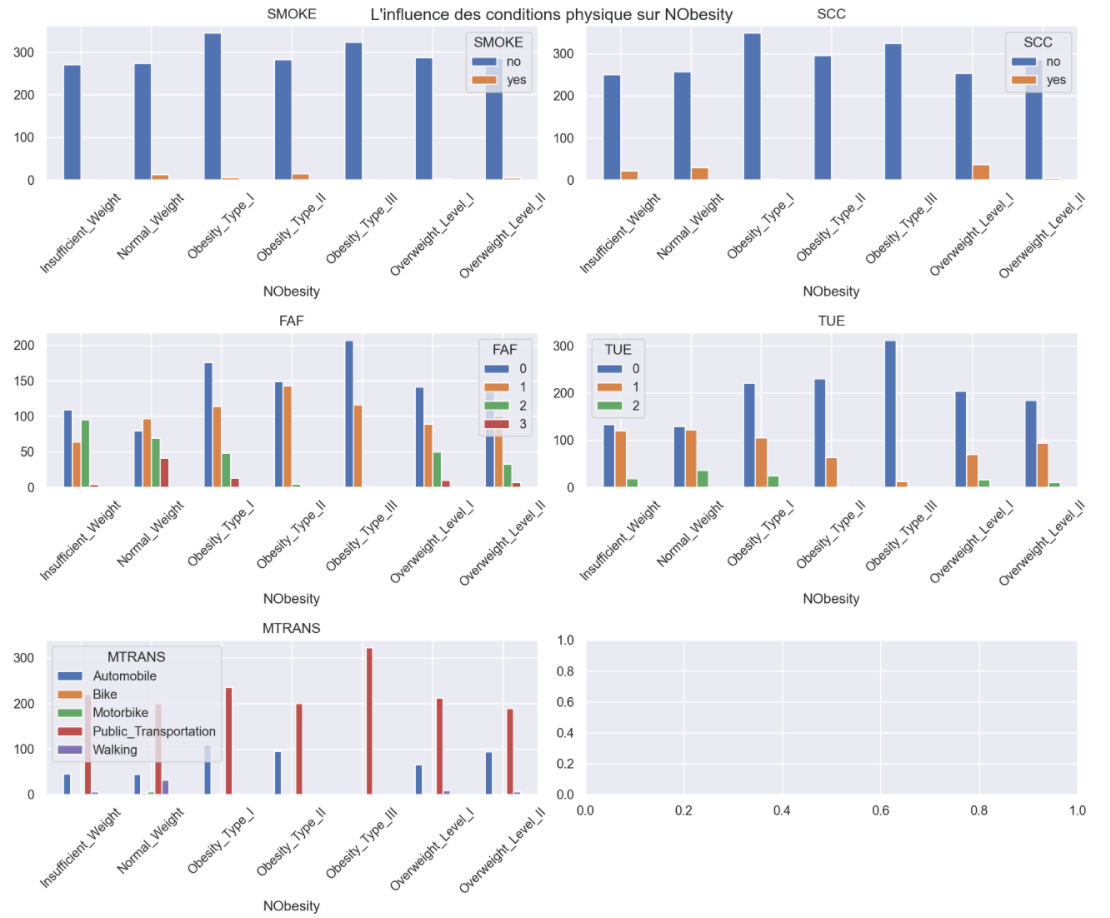 L'influence des conditions physique sur NObesity
SMOKE
300
200
100
0
SMOKE
no
yes
Insufficient_Weight
Normal_Weight
Obesity_Type_I
Obesity_Type_II
Obesity_Type_III
Overweight_Level_I
Overweight_Level_II
NObesity
SCC
300
200
100
0
SCC
no
yes
Insufficient_Weight
Normal_Weight
Obesity_Type_I
Obesity_Type_II
Obesity_Type_III
Overweight_Level_I
Overweight_Level_II
NObesity
FAF
200
150
100
50
0
FAF
0
1
2
3
Insufficient_Weight
Normal_Weight
Obesity_Type_I
Obesity_Type_II
Obesity_Type_III
Overweight_Level_I
Overweight_Level_II
NObesity
TUE
300
200
100
0
TUE
0
1
2
Insufficient_Weight
Normal_Weight
Obesity_Type_I
Obesity_Type_II
Obesity_Type_III
Overweight_Level_I
Overweight_Level_II
NObesity
MTRANS
300
200
100
0
MTRANS
Automobile
Bike
Motorbike
Public_Transportation
Walking
Insufficient_Weight
Normal_Weight
Obesity_Type_I
Obesity_Type_II
Obesity_Type_III
Overweight_Level_I
Overweight_Level_II
NObesity
1.0
0.8
0.6
0.4
0.2
0.0
0.0 0.2 0.4 0.6 0.8 1.0